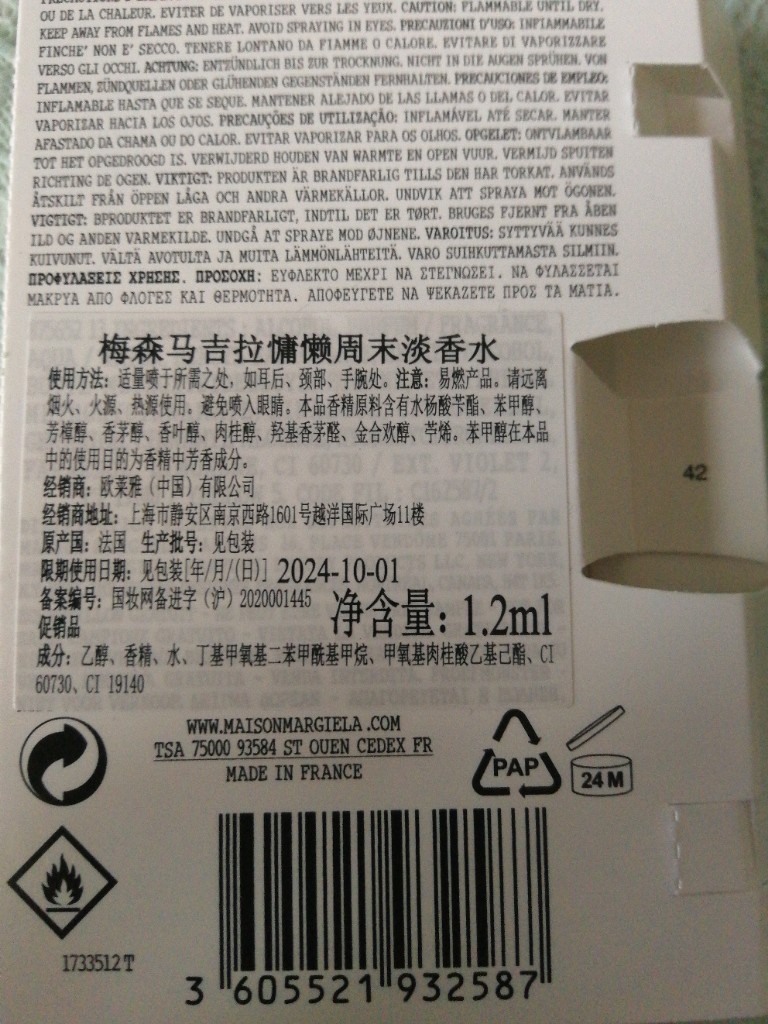 OU DE LA CHALEUR. EVITER DE VAPORISER VERS LES YEUX. CAUTION: FLAMMABLE UNTIL DRY.
KEEP AWAY FROM FLAMES AND HEAT. AVOID SPRAYING IN EYES. PRECAUZIONI D'USO: INFIAMMABILE
FINCHE' NON E' SECCO. TENERE LONTANO DA FIAMME O CALORE. EVITARE DI VAPORIZZARE
VERSO GLI OCCHI. ACHTUNG: ENTZÜNDLICH BIS ZUR TROCKNUNG. NICHT IN DIE AUGEN SPRÜHEN. VON
FLAMMEN, ZÜNDQUELLEN ODER GLÜHENDEN GEGENSTÄNDEN FERNHALTEN. PRECAUCIONES DE EMPLEO:
INFLAMABLE HASTA QUE SE SEQUE. MANTENER ALEJADO DE LAS LLAMAS O DEL CALOR. EVITAR
VAPORIZAR HACIA LOS OJOS. PRECAUÇÕES DE UTILIZAÇÃO: INFLAMÁVEL ATÉ SECAR. MANTER
AFASTADO DA CHAMA OU DO CALOR. EVITAR VAPORIZAR PARA OS OLHOS. OPGELET: ONTVLAMBAAR
TOT HET OPGEDROOGD IS. VERWIJDERD HOUDEN VAN WARMTE EN OPEN VUUR. VERMIJD SPUITEN
RICHTING DE OGEN. VIKTIGT: PRODUKTEN ÄR BRANDFARLIG TILLS DEN HAR TORKAT. ANVÄNDS
ÅTSKILT FRÅN ÖPPEN LÅGA OCH ANDRA VÄRMEKÄLLOR. UNDVIK ATT SPRAYA MOT ÖGONEN.
VIGTIGT: BPRODUKTET ER BRANDFARLIGT, INDTIL DET ER TØRT. BRUGES FJERNT FRA ÅBEN
ILD OG ANDEN VARMEKILDE. UNDGÅ AT SPRAYE MOD ØJNENE. VAROITUS: SYTTYVÄÄ KUNNES
KUIVUNUT. VÄLTÄ AVOTULTA JA MUITA LÄMMÖNLÄHTEITÄ. VARO SUIHKUTTAMASTA SILMIIN.
ΠΡΟΦΥΛΑΞΕΙΣ ΧΡΗΣΗΣ. ΠΡΟΣΟΧΗ: ΕΥΦΛΕΚΤΟ ΜΕΧΡΙ ΝΑ ΣΤΕΓΝΩΣΕΙ. ΝΑ ΦΥΛΑΣΣΕΤΑΙ
ΜΑΚΡΥΑ ΑΠΟ ΦΛΟΓΕΣ ΚΑΙ ΘΕΡΜΟΤΗΤΑ. ΑΠΟΦΕΥΓΕΤΕ ΝΑ ΨΕΚΑΖΕΤΕ ΠΡΟΣ ΤΑ ΜΑΤΙΑ.
梅森马吉拉慵懒周末淡香水
使用方法：适量喷于所需之处，如耳后、颈部、手腕处。注意：易燃产品。请远离
烟火、火源、热源使用。避免喷入眼睛。本品香精原料含有水杨酸苄酯、苯甲醇、
芳樟醇、香茅醇、香叶醇、肉桂醇、羟基香茅醛、金合欢醇、苧烯。苯甲醇在本品
中的使用目的为香精中芳香成分。
经销商：欧莱雅（中国）有限公司
经销商地址：上海市静安区南京西路1601号越洋国际广场11楼
原产国：法国 生产批号：见包装
限期使用日期：见包装[年/月/(日)] 2024-10-01
备案编号：国妆网备进字（沪）2020001445 净含量：1.2ml
促销品
成分：乙醇、香精、水、丁基甲氧基二苯甲酰基甲烷、甲氧基肉桂酸乙基己酯、CI
60730、CI 19140
42
WWW.MAISONMARGIELA.COM
TSA 75000 93584 ST OUEN CEDEX FR
MADE IN FRANCE
PAP
24 M
1733512 T
3 605521 932587